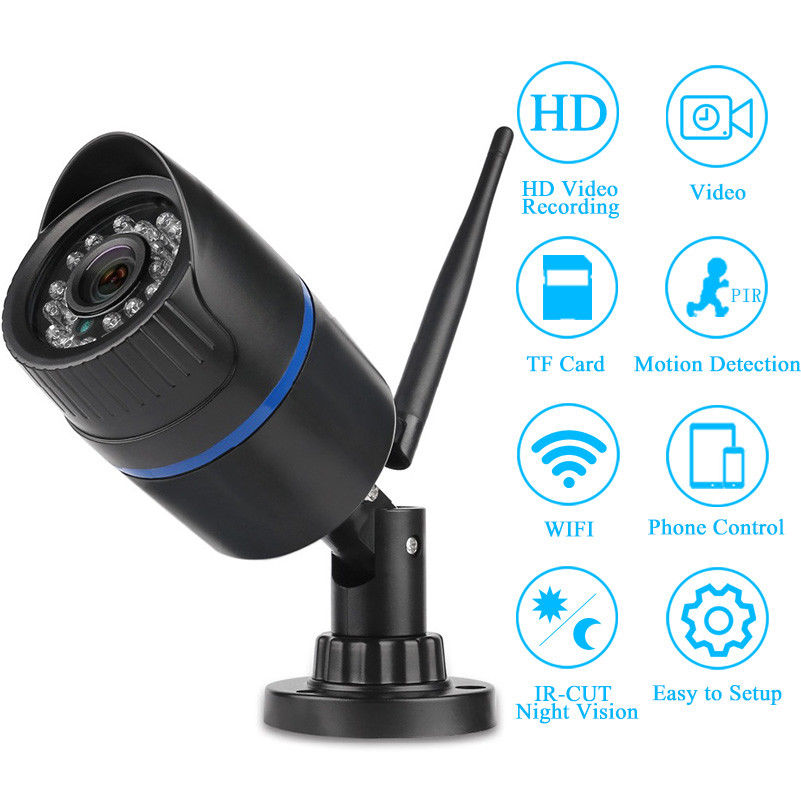 HD
HD Video
Recording
Video
TF Card
PIR
Motion Detection
WIFI
Phone Control
IR-CUT
Night Vision
Easy to Setup